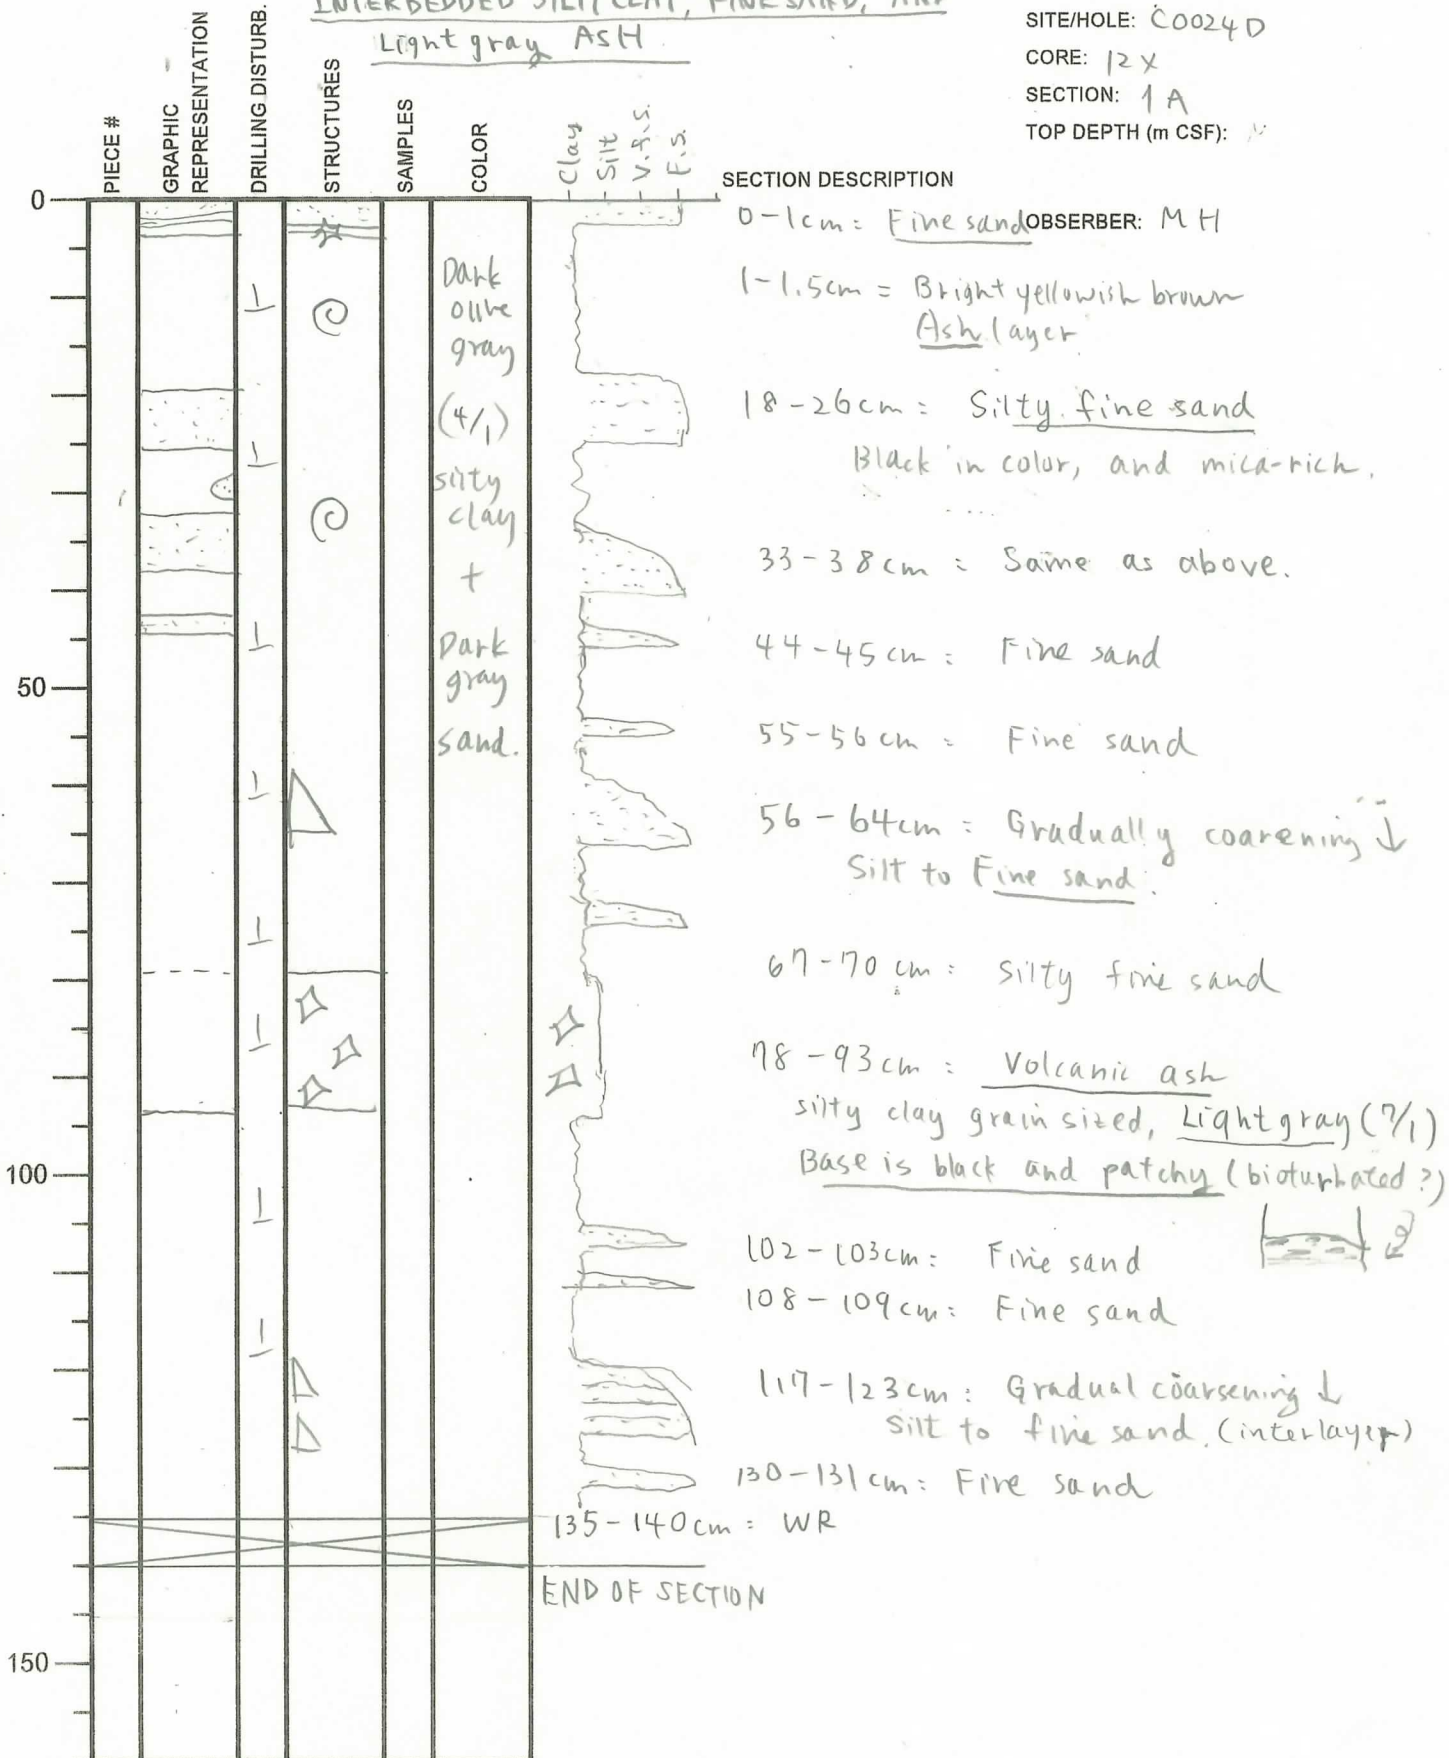 INTERBEDDED SILTY CLAY, FINE SAND, AND
Light gray ASH
SITE/HOLE: C0024D
CORE: 12X
SECTION: 1A
TOP DEPTH (m CSF):
PIECE #
GRAPHIC REPRESENTATION
DRILLING DISTURB.
STRUCTURES
SAMPLES
COLOR
Clay
Silt
V.f.s.
F.s.
SECTION DESCRIPTION
0
0-1cm: Fine sand OBSERBER: MH
1-1.5cm = Bright yellowish brown
Ash layer
Dark
olive
gray
(4/1)
silty
clay
+
Dark
gray
sand.
18-26cm: Silty fine sand
Black in color, and mica-rich.
33-38cm: Same as above.
44-45cm: Fine sand
50
55-56cm: Fine sand
56-64cm: Gradually coarening ↓
Silt to Fine sand.
67-70cm: Silty fine sand
78-93cm: Volcanic ash
silty clay grain sized, Light gray (7/1)
Base is black and patchy (bioturbated?)
100
102-103cm: Fine sand
108-109cm: Fine sand
117-123cm: Gradual coarsening ↓
Silt to fine sand. (interlayer)
130-131cm: Fine sand
135-140cm: WR
END OF SECTION
150